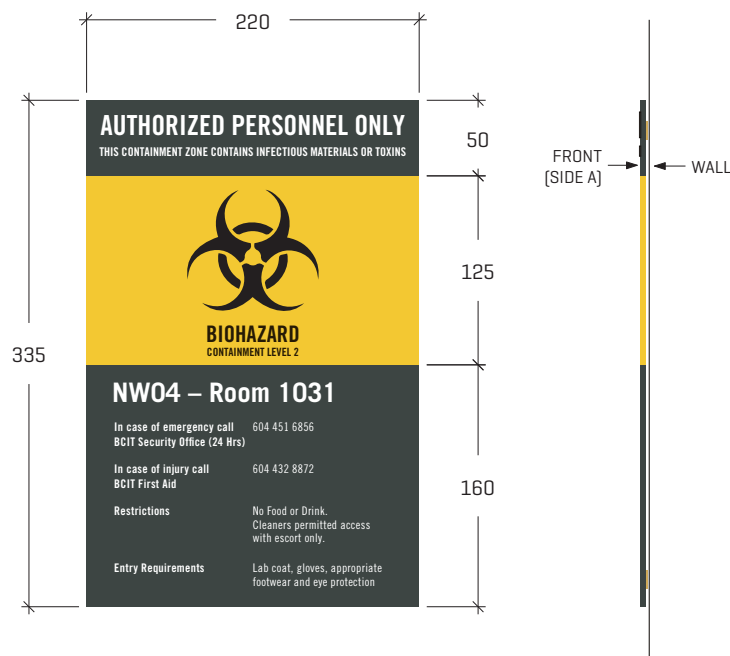 220
AUTHORIZED PERSONNEL ONLY
THIS CONTAINMENT ZONE CONTAINS INFECTIOUS MATERIALS OR TOXINS
50
FRONT
[SIDE A]
WALL
125
BIOHAZARD
CONTAINMENT LEVEL 2
335
NW04 – Room 1031
In case of emergency call 604 451 6856
BCIT Security Office (24 Hrs)
In case of injury call 604 432 8872
BCIT First Aid
160
Restrictions No Food or Drink.
Cleaners permitted access
with escort only.
Entry Requirements Lab coat, gloves, appropriate
footwear and eye protection